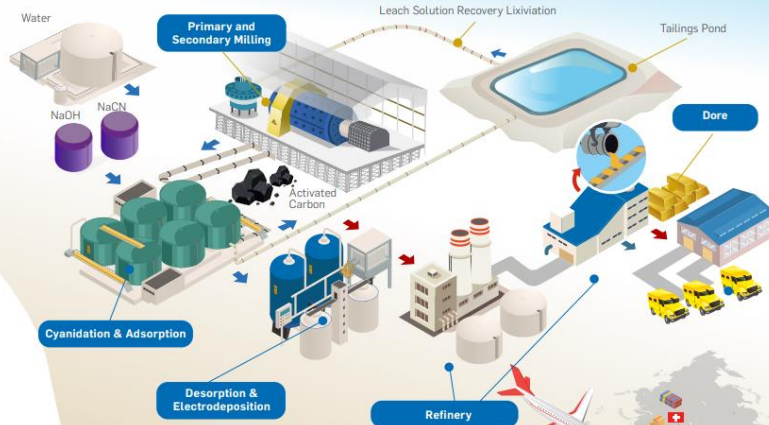 Water
Primary and
Secondary Milling
Leach Solution Recovery Lixiviation
Tailings Pond
NaOH
NaCN
Dore
Activated
Carbon
Cyanidation & Adsorption
Desorption &
Electrodeposition
Refinery